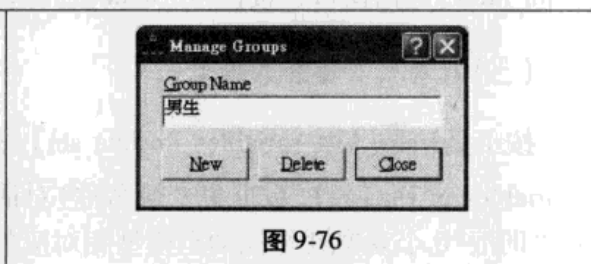 Manage Groups
Group Name
男生
New Delete Close
图 9-76